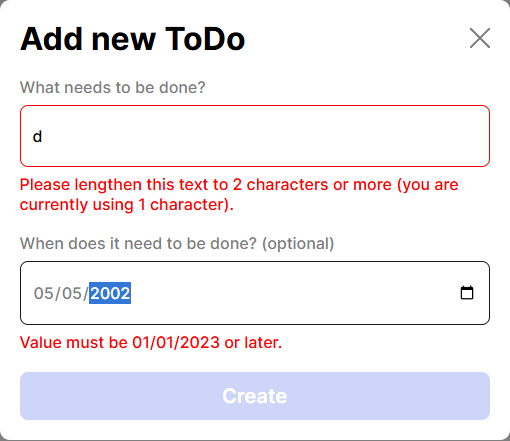 Add new ToDo
What needs to be done?
d
Please lengthen this text to 2 characters or more (you are
currently using 1 character).
When does it need to be done? (optional)
05/05/2002
Value must be 01/01/2023 or later.
Create